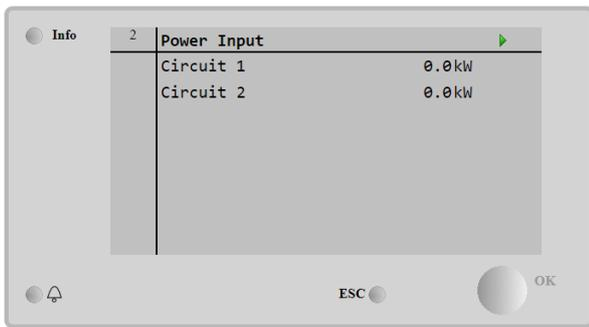 Info
2 Power Input
Circuit 1 0.0kW
Circuit 2 0.0kW
ESC
OK